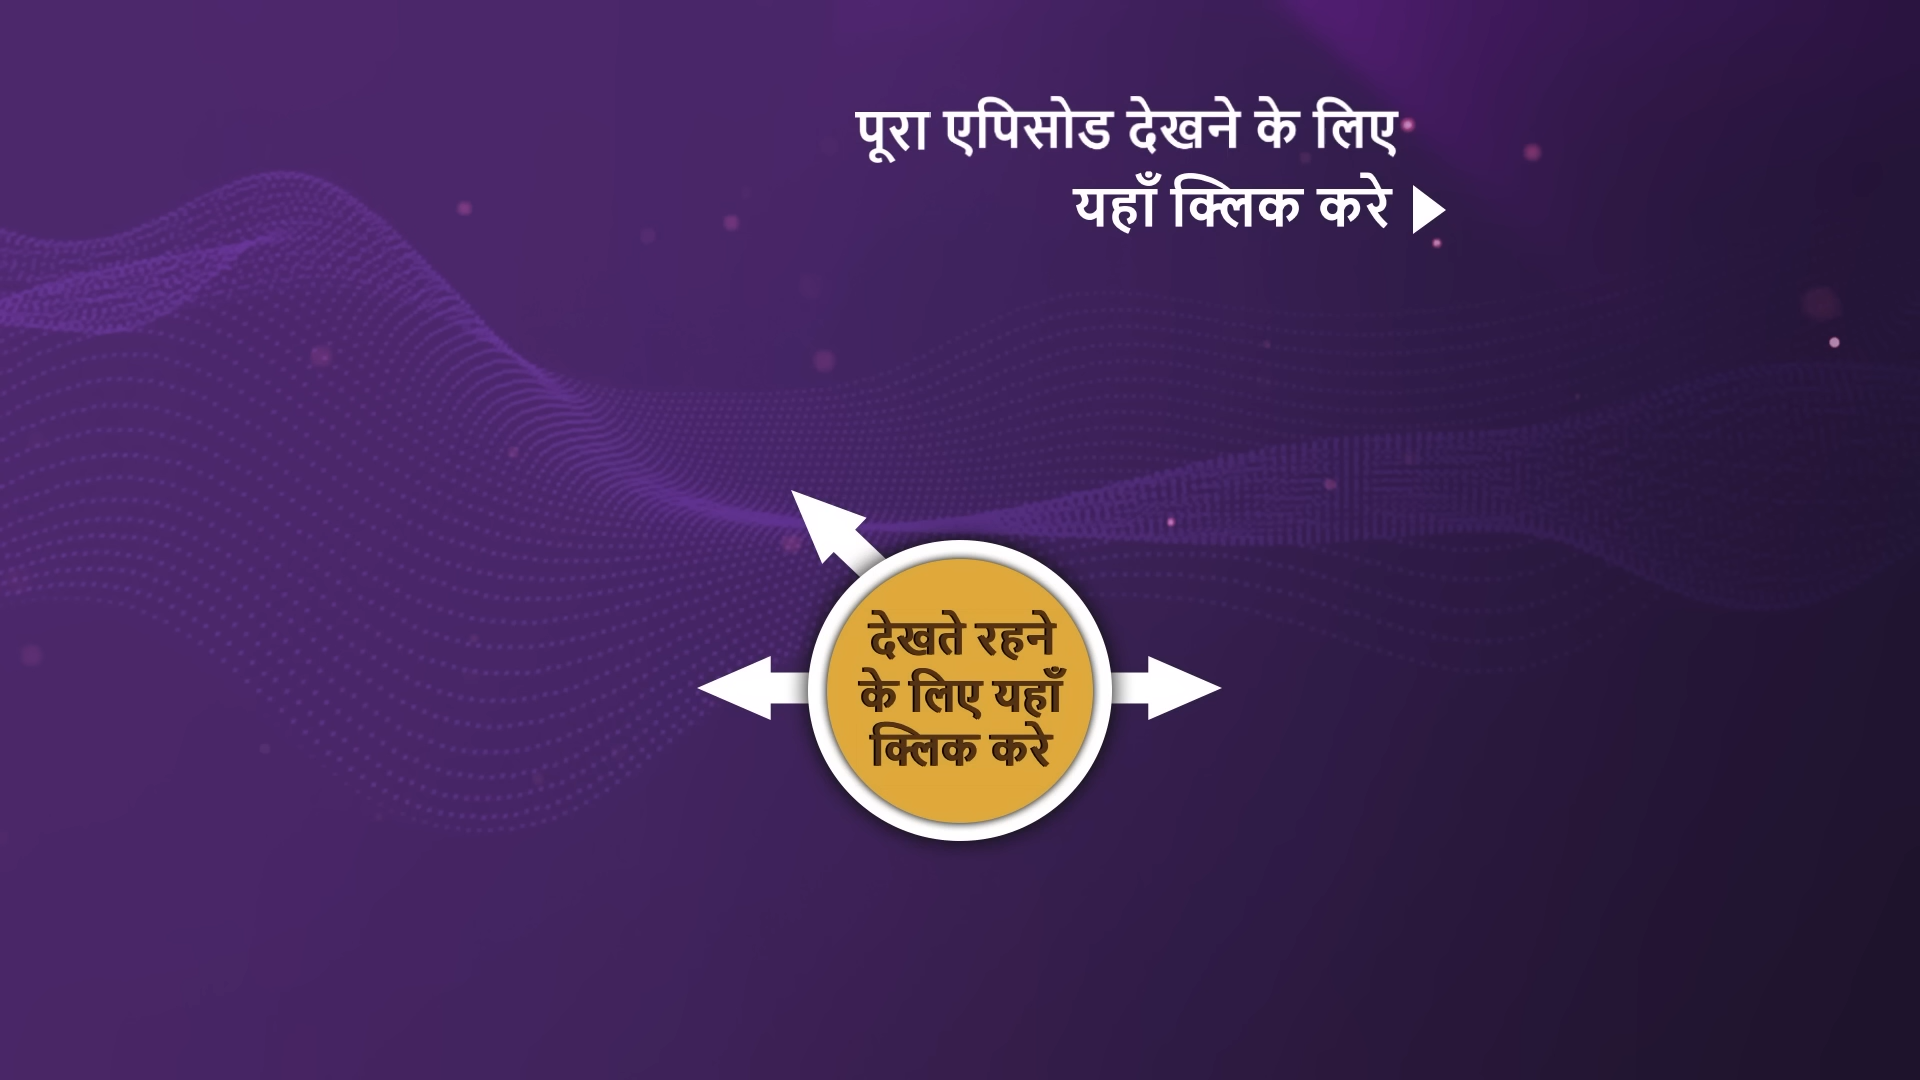 पूरा एपिसोड देखने के लिए
यहाँ क्लिक करे
देखते रहने
के लिए यहाँ
क्लिक करे